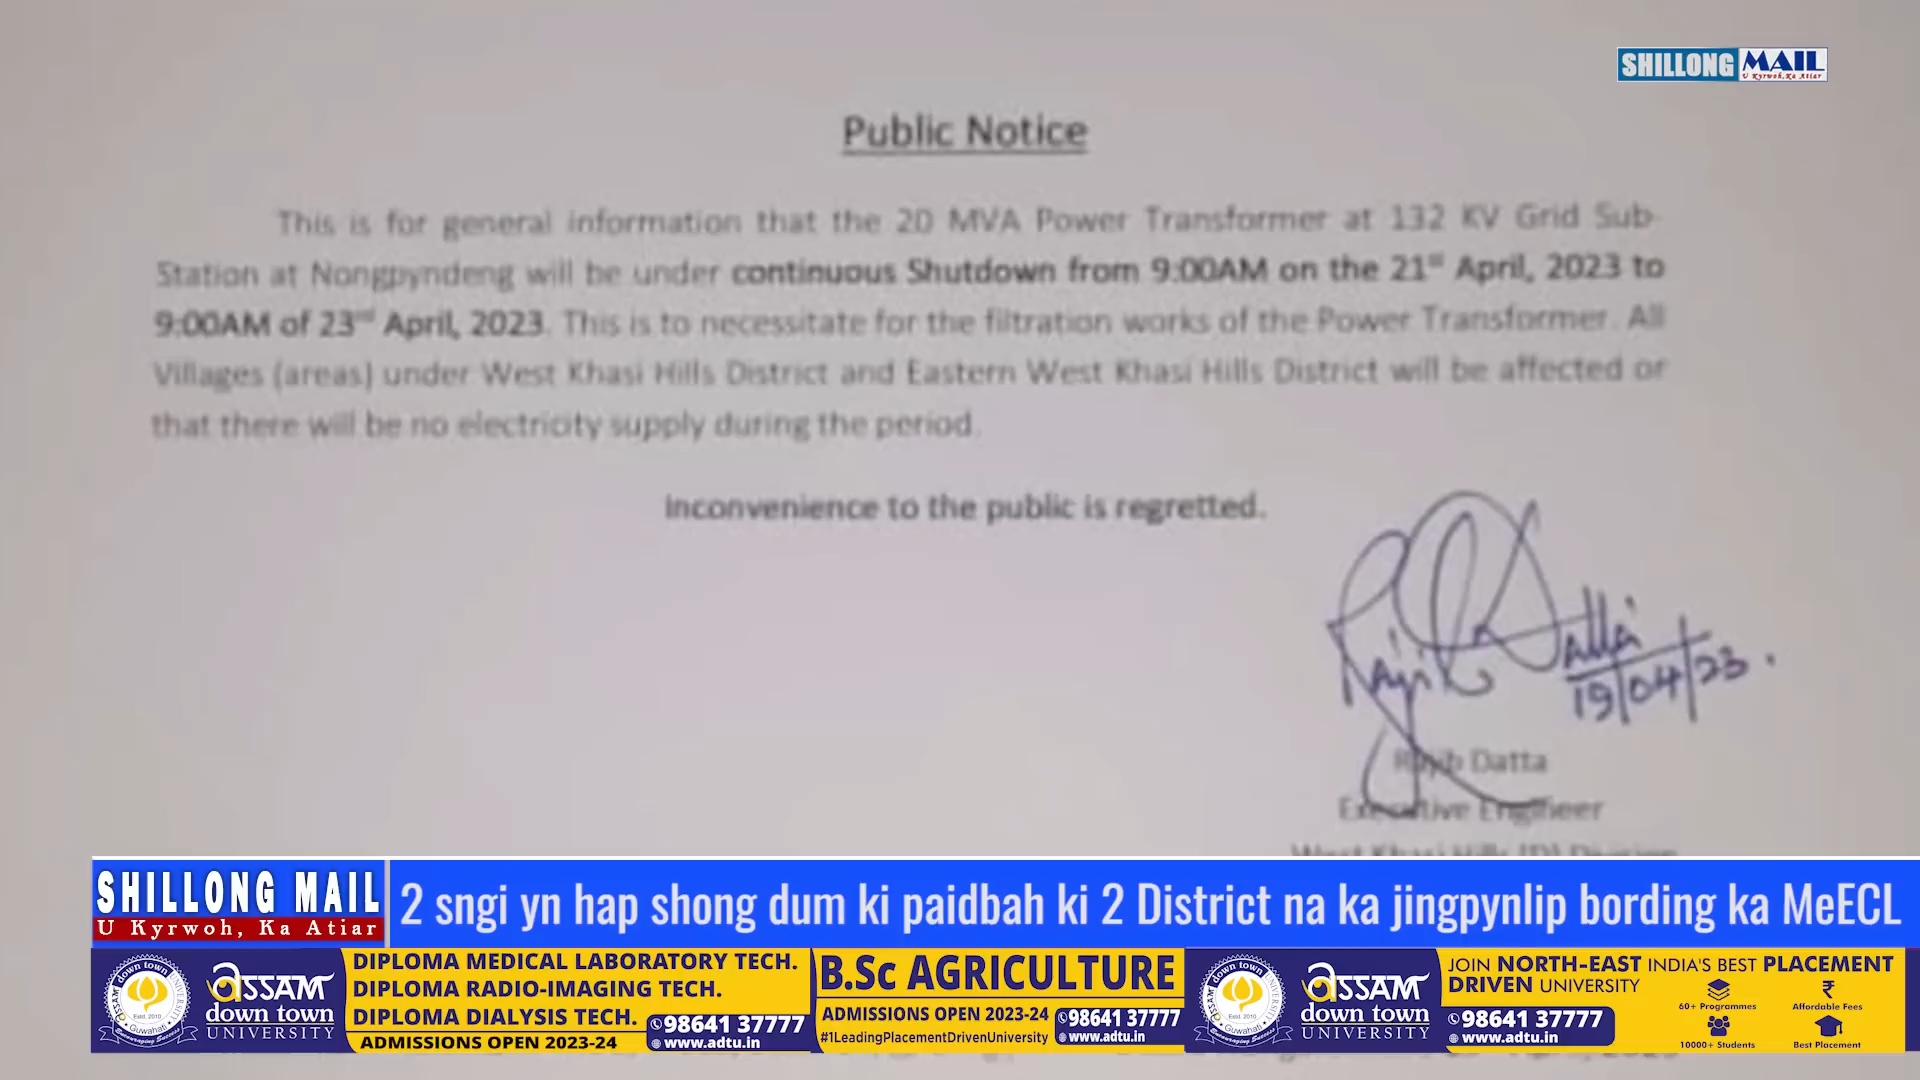 SHILLONG MAIL
U Kyrwoh, Ka Atiar
Public Notice
This is for general information that the 20 MVA Power Transformer at 132 KV Grid Sub-
Station at Nongpyndeng will be under continuous Shutdown from 9:00AM on the 21st April, 2023 to
9:00AM of 23rd April, 2023. This is to necessitate for the filtration works of the Power Transformer. All
Villages (areas) under West Khasi Hills District and Eastern West Khasi Hills District will be affected or
that there will be no electricity supply during the period.
Inconvenience to the public is regretted.
19/04/23.
Rajib Datta
Executive Engineer
West Khasi Hills (D) Division
SHILLONG MAIL
U Kyrwoh, Ka Atiar
2 sngi yn hap shong dum ki paidbah ki 2 District na ka jingpynlip bording ka MeECL
assam
down town
UNIVERSITY
DIPLOMA MEDICAL LABORATORY TECH.
DIPLOMA RADIO-IMAGING TECH.
DIPLOMA DIALYSIS TECH.
ADMISSIONS OPEN 2023-24
98641 37777
www.adtu.in
B.Sc AGRICULTURE
ADMISSIONS OPEN 2023-24
#1LeadingPlacementDrivenUniversity
98641 37777
www.adtu.in
assam
down town
UNIVERSITY
JOIN NORTH-EAST INDIA'S BEST PLACEMENT
DRIVEN UNIVERSITY
98641 37777
www.adtu.in
60+ Programmes
Affordable Fees
10000+ Students
Best Placement